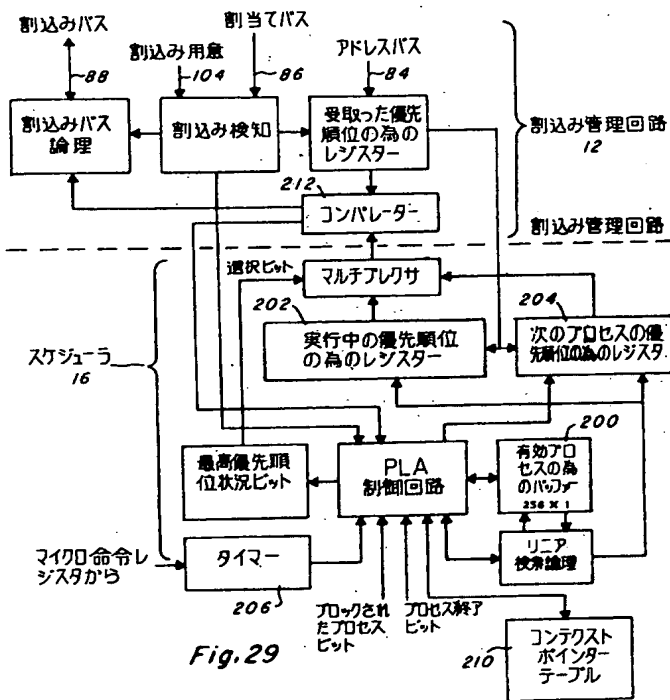 割込みバス
88
割込み用急
104
割当てバス
86
アドレスバス
84
割込みバス
論理
割込み検知
受取った優先
順位の為の
レジスター
212
コンパレーター
割込み管理回路
12
割込み管理回路
選択ビット
マルチプレクサ
202
実行中の優先順位
の為のレジスター
204
次のプロセスの優
先順位の為のレジスタ
スケジューラ
16
最高優先順
位状況ビット
PLA
制御回路
200
有効プロセ
スの為
のバッファー
256 × 1
リニア
検索論理
マイクロ命令レ
ジスタから
タイマー
206
ブロックされ
たプロセス
ビット
プロセス終了
ビット
210
コンテクスト
ポインター
テーブル
Fig.29